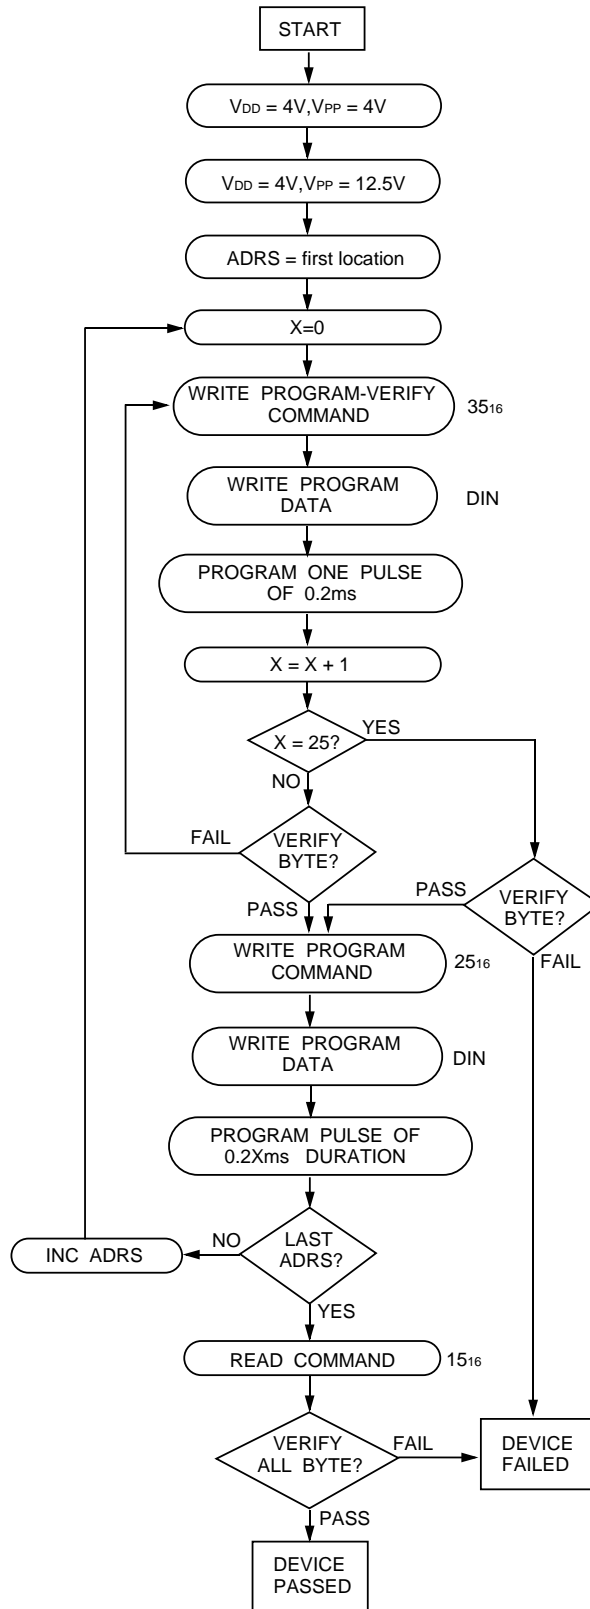 START
VDD = 4V,VPP = 4V
VDD = 4V,VPP = 12.5V
ADRS = first location
X=0
WRITE PROGRAM-VERIFY
COMMAND
35₁₆
WRITE PROGRAM
DATA
DIN
PROGRAM ONE PULSE
OF 0.2ms
X = X + 1
X = 25?
YES
NO
FAIL
VERIFY
BYTE?
PASS
PASS
VERIFY
BYTE?
FAIL
WRITE PROGRAM
COMMAND
25₁₆
WRITE PROGRAM
DATA
DIN
PROGRAM PULSE OF
0.2Xms DURATION
INC ADRS
NO
LAST
ADRS?
YES
READ COMMAND
15₁₆
VERIFY
ALL BYTE?
FAIL
DEVICE
FAILED
PASS
DEVICE
PASSED